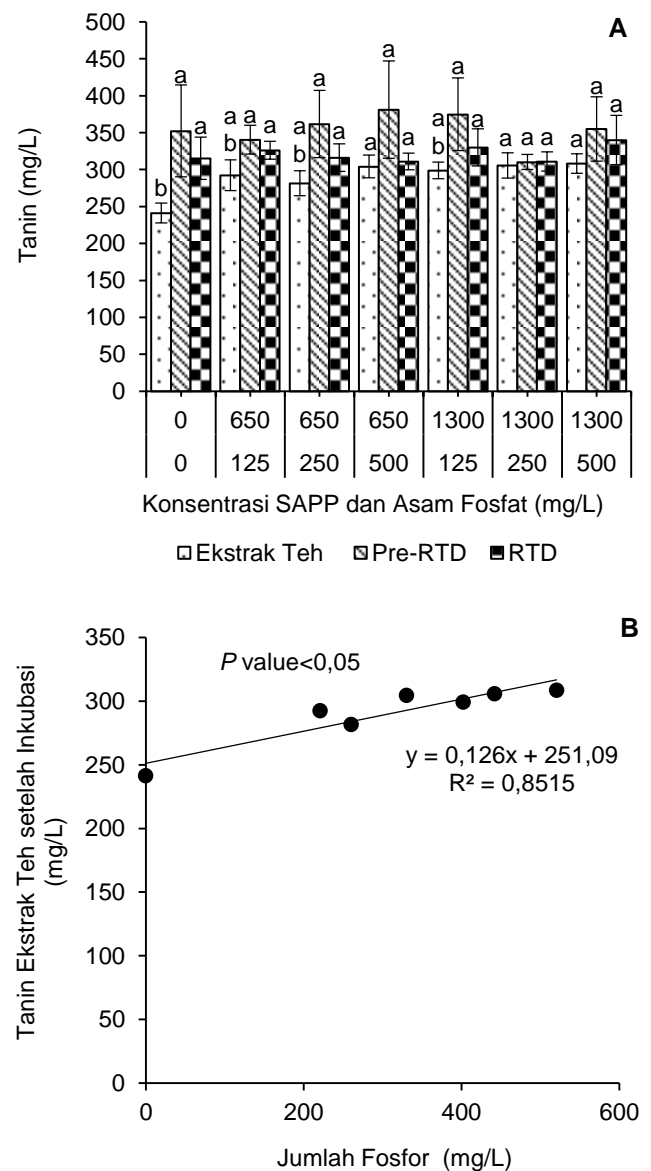 A
500
450
400
350
300
250
200
150
100
50
0
Tanin (mg/L)
b a a
a b a a
a b a a
a a a
a b a a
a a a
a a a
0 650 650 650 1300 1300 1300
0 125 250 500 125 250 500
Konsentrasi SAPP dan Asam Fosfat (mg/L)
Ekstrak Teh Pre-RTD RTD
B
350
300
250
200
150
100
50
0
Tanin Ekstrak Teh setelah Inkubasi
(mg/L)
P value<0,05
y = 0,126x + 251,09
R² = 0,8515
0 200 400 600
Jumlah Fosfor (mg/L)